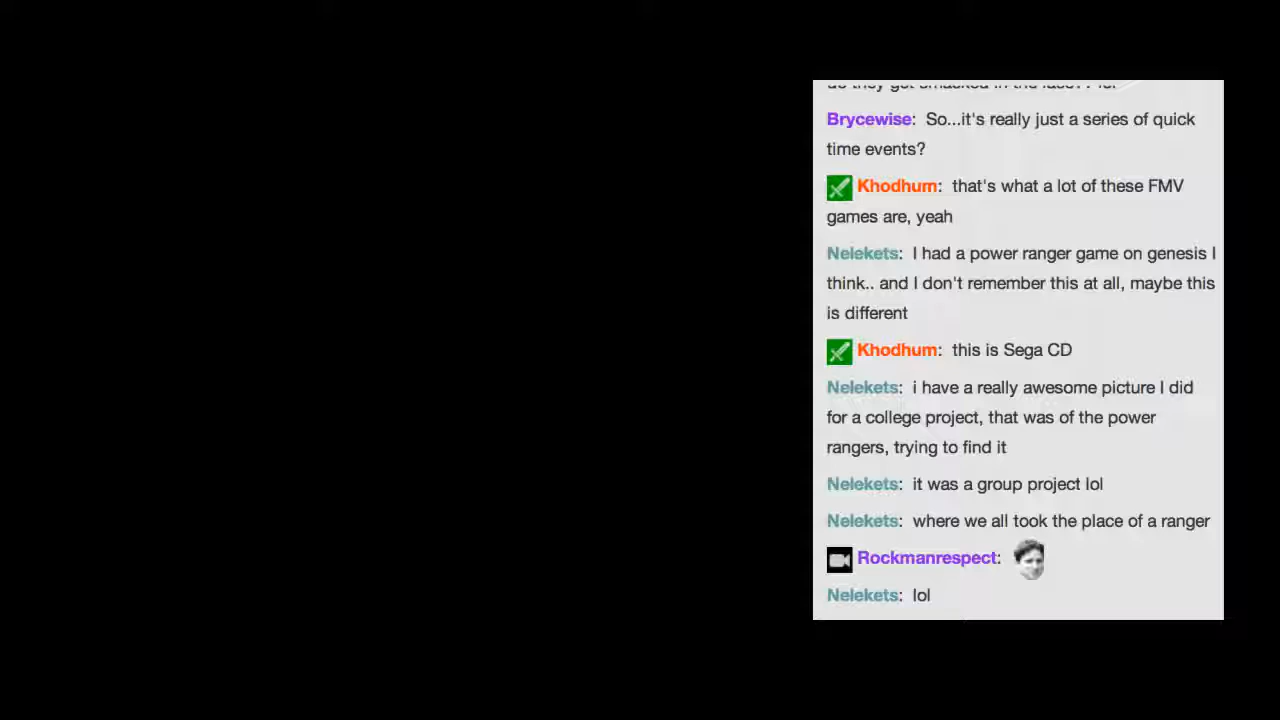 Brycewise: So...it's really just a series of quick
time events?
Khodhum: that's what a lot of these FMV
games are, yeah
Nelekets: I had a power ranger game on genesis I
think.. and I don't remember this at all, maybe this
is different
Khodhum: this is Sega CD
Nelekets: i have a really awesome picture I did
for a college project, that was of the power
rangers, trying to find it
Nelekets: it was a group project lol
Nelekets: where we all took the place of a ranger
Rockmanrespect:
Nelekets: lol